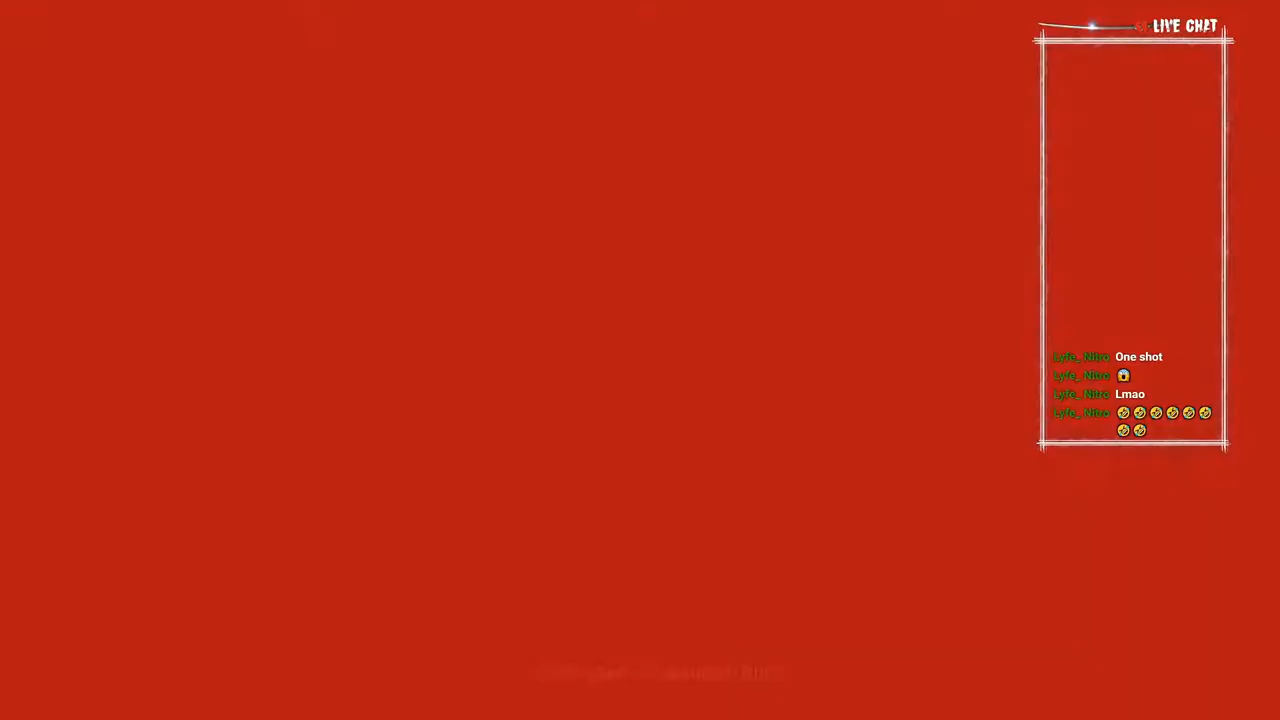 LIVE CHAT
Lyfe_Nitro One shot
Lyfe_Nitro 😱
Lyfe_Nitro Lmao
Lyfe_Nitro 🤣🤣🤣🤣🤣🤣
🤣🤣